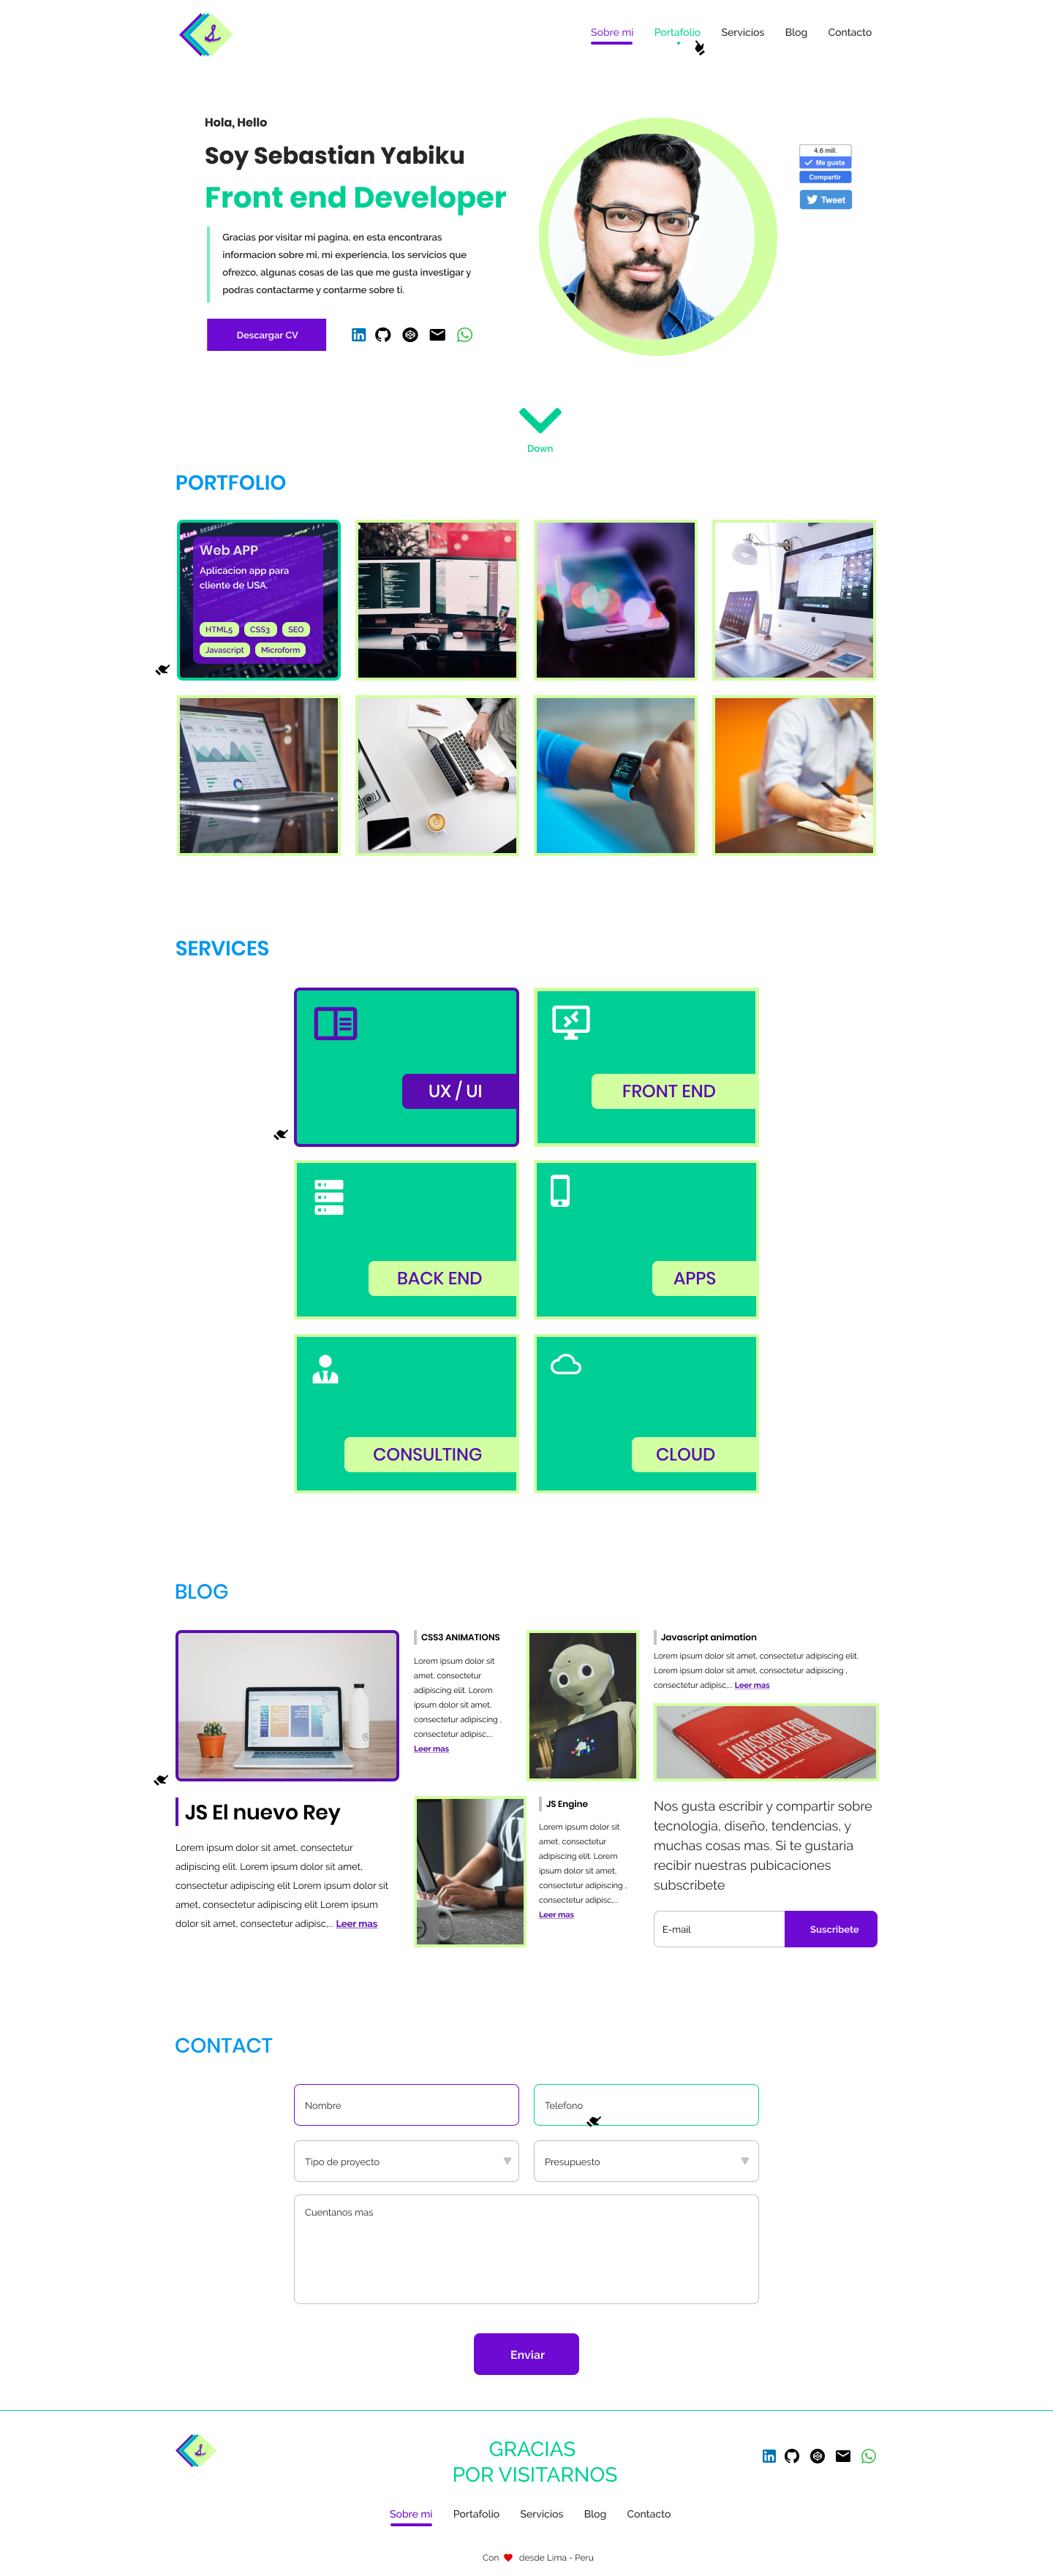 Sobre mi
Portafolio
Servicios
Blog
Contacto
Hola, Hello
Soy Sebastian Yabiku
Front end Developer
Gracias por visitar mi pagina, en esta encontraras
informacion sobre mi, mi experiencia, los servicios que
ofrezco, algunas cosas de las que me gusta investigar y
podras contactarme y contarme sobre ti.
Descargar CV
4.6 mill.
Me gusta
Compartir
Tweet
Down
PORTFOLIO
Web APP
Aplicacion app para
cliente de USA.
HTML5
CSS3
SEO
Javascript
Microform
SERVICES
UX / UI
FRONT END
BACK END
APPS
CONSULTING
CLOUD
BLOG
JS El nuevo Rey
Lorem ipsum dolor sit amet, consectetur
adipiscing elit. Lorem ipsum dolor sit amet,
consectetur adipiscing elit Lorem ipsum dolor sit
amet, consectetur adipiscing elit Lorem ipsum
dolor sit amet, consectetur adipisc,... Leer mas
CSS3 ANIMATIONS
Lorem ipsum dolor sit
amet, consectetur
adipiscing elit. Lorem
ipsum dolor sit amet,
consectetur adipiscing ,
consectetur adipisc,...
Leer mas
JS Engine
Lorem ipsum dolor sit
amet, consectetur
adipiscing elit. Lorem
ipsum dolor sit amet,
consectetur adipiscing ,
consectetur adipisc,...
Leer mas
Javascript animation
Lorem ipsum dolor sit amet, consectetur adipiscing elit.
Lorem ipsum dolor sit amet, consectetur adipiscing ,
consectetur adipisc,... Leer mas
JAVASCRIPT FOR
WEB DESIGNERS
Nos gusta escribir y compartir sobre
tecnologia, diseño, tendencias, y
muchas cosas mas. Si te gustaria
recibir nuestras pubicaciones
subscribete
E-mail
Suscribete
CONTACT
Nombre
Telefono
Tipo de proyecto
Presupuesto
Cuentanos mas
Enviar
GRACIAS
POR VISITARNOS
Sobre mi
Portafolio
Servicios
Blog
Contacto
Con
desde Lima - Peru